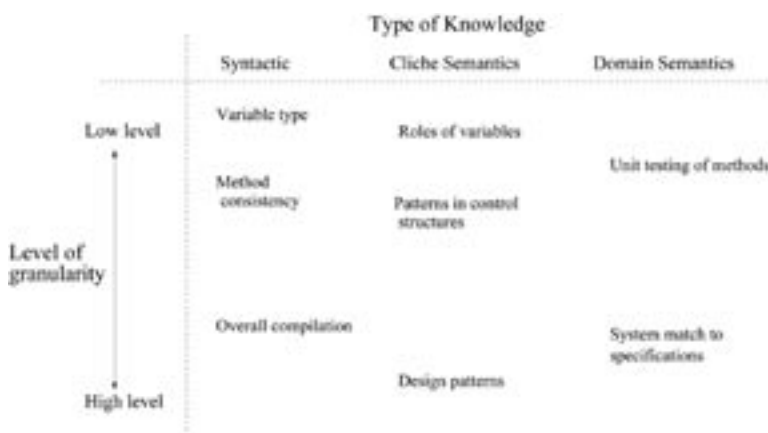 Type of Knowledge
Syntactic
Cliche Semantics
Domain Semantics
Variable type
Low level
Roles of variables
Unit testing of methods
Method
consistency
Patterns in control
structures
Level of
granularity
Overall compilation
System match to
specifications
Design patterns
High level